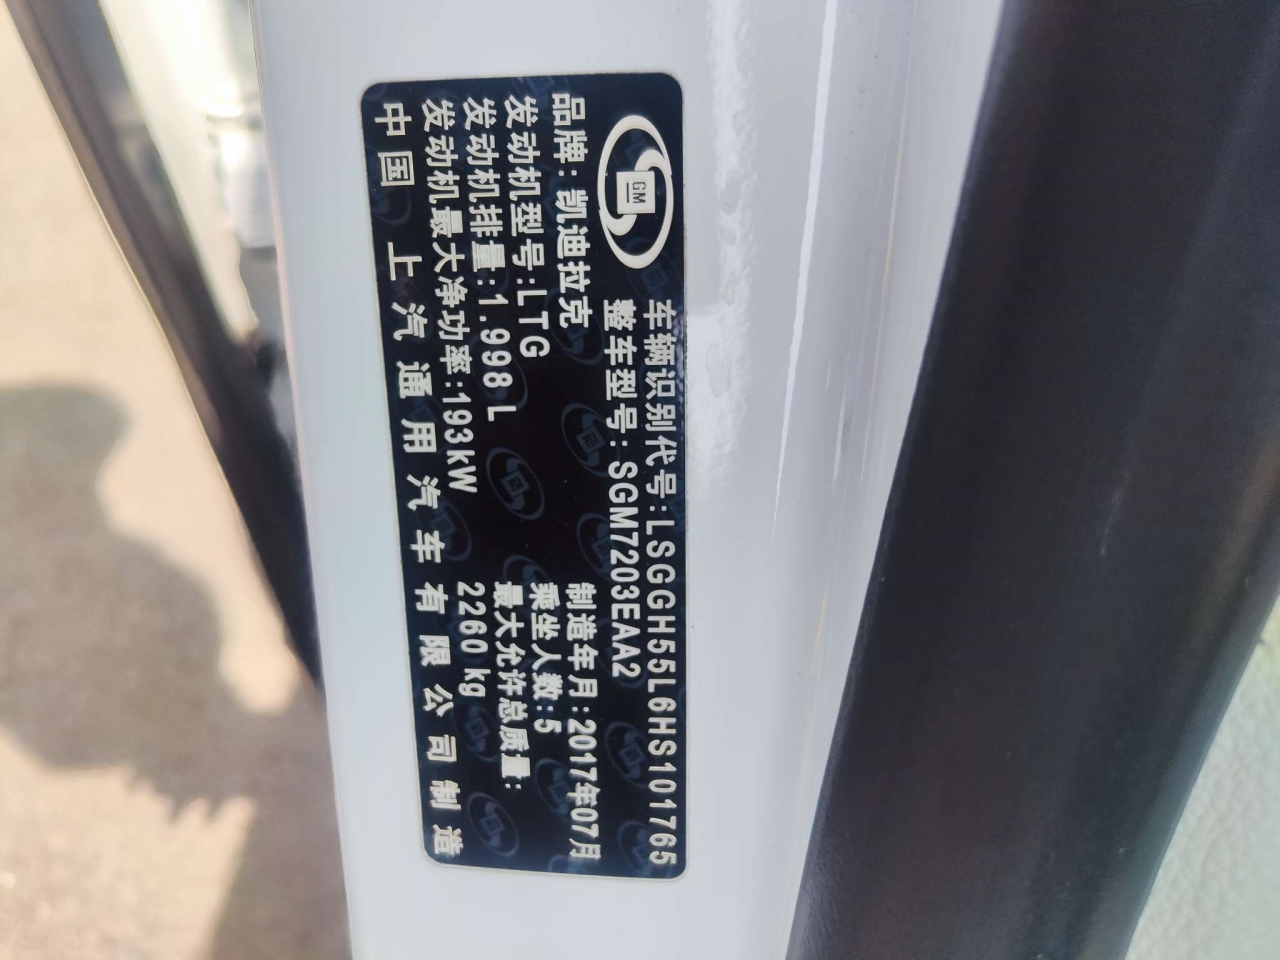 GM
车辆识别代号:LSGGH55L6HS101765
整车型号: SGM7203EAA2
品牌: 凯迪拉克
制造年月:2017年07月
发动机型号:LTG
乘坐人数:5
发动机排量:1.998 L
最大允许总质量:
发动机最大净功率:193kW
2260 kg
中国 上汽通用汽车有限公司制造